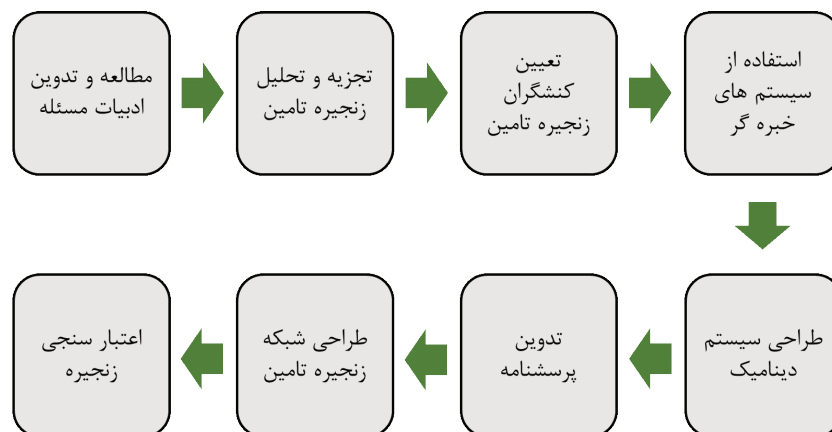 مطالعه و تدوین
ادبیات مسئله
تجزیه و تحلیل
زنجیره تامین
تعیین
کنشگران
زنجیره تامین
استفاده از
سیستم های
خبره گر
طراحی سیستم
دینامیک
تدوین
پرسشنامه
طراحی شبکه
زنجیره تامین
اعتبار سنجی
زنجیره